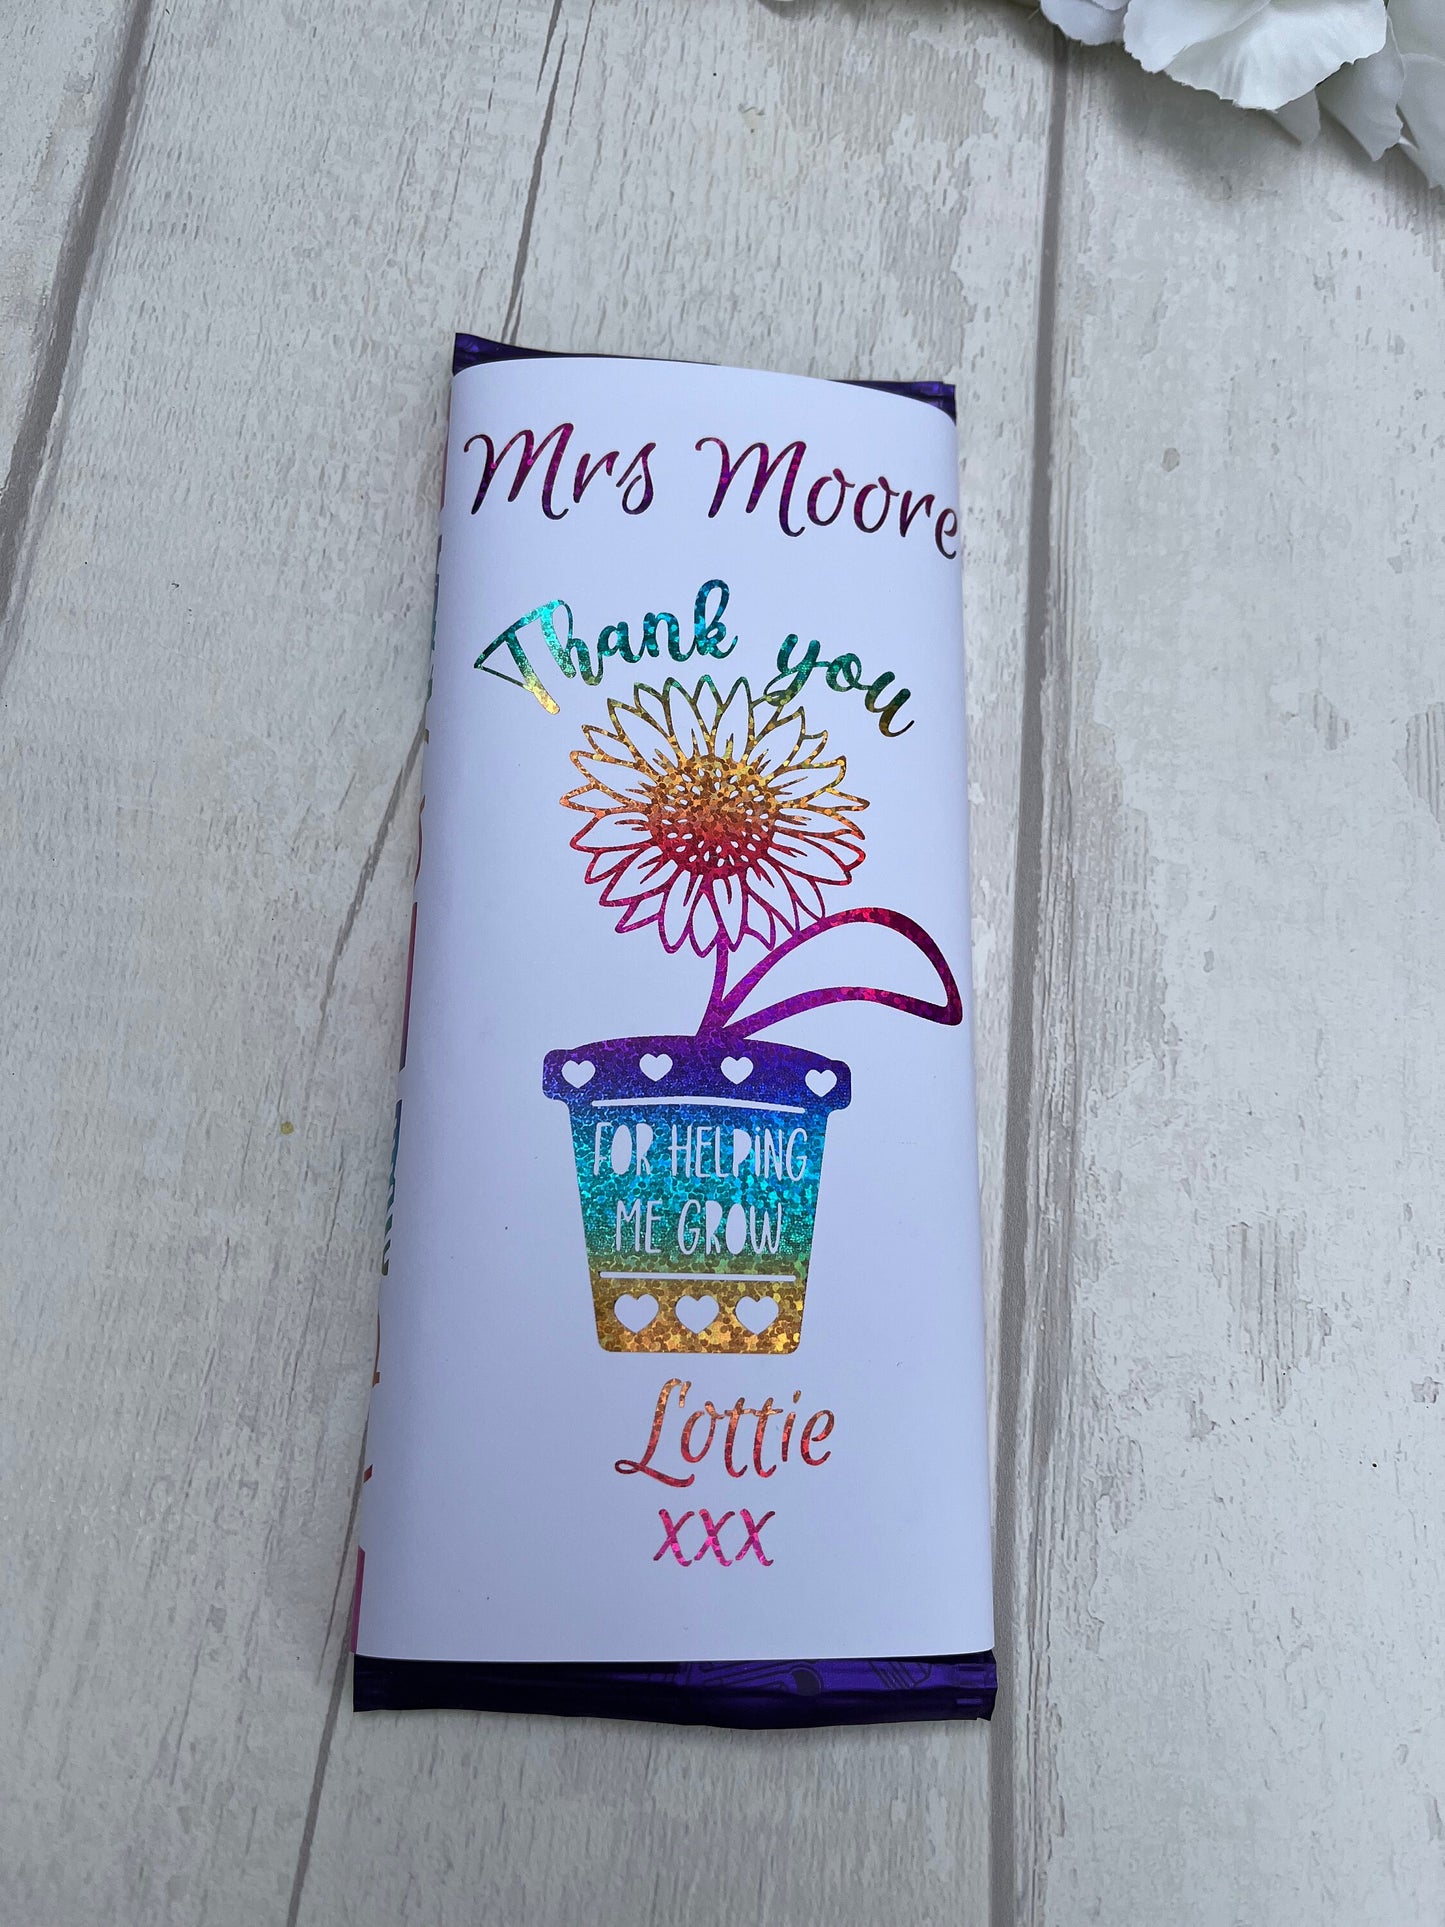 Mrs Moore
Thank you
FOR HELPiNG
ME GROW
Lottie
xxx